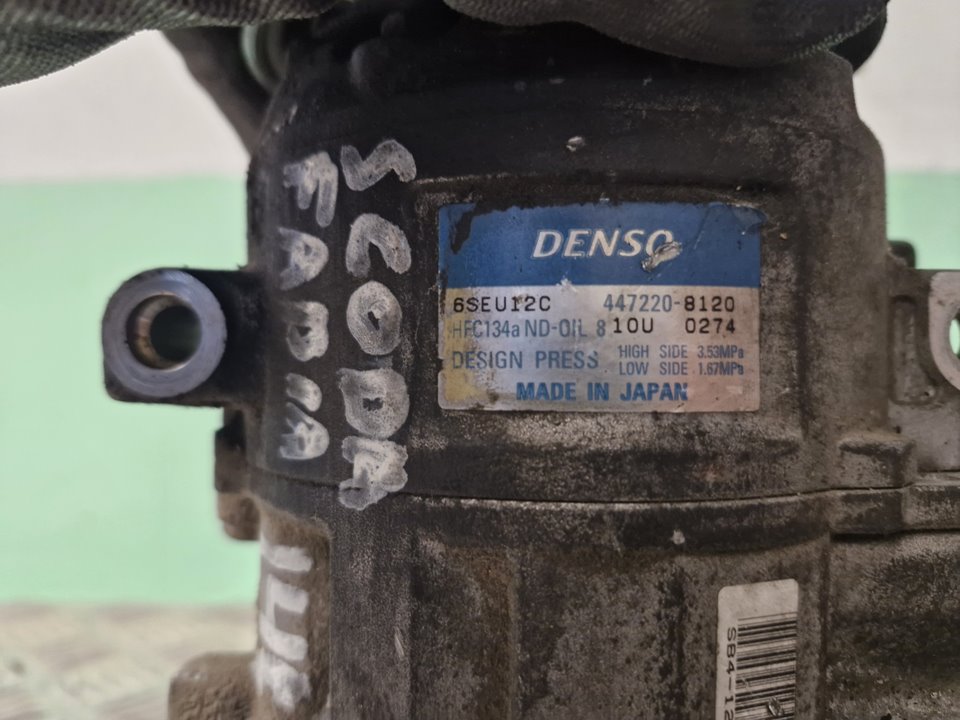 DENSO
6SEU12C 447220-8120
HFC134a ND-OIL 8 10U 0274
DESIGN PRESS HIGH SIDE 3.53MPa
LOW SIDE 1.67MPa
MADE IN JAPAN
SCODA
FABIA